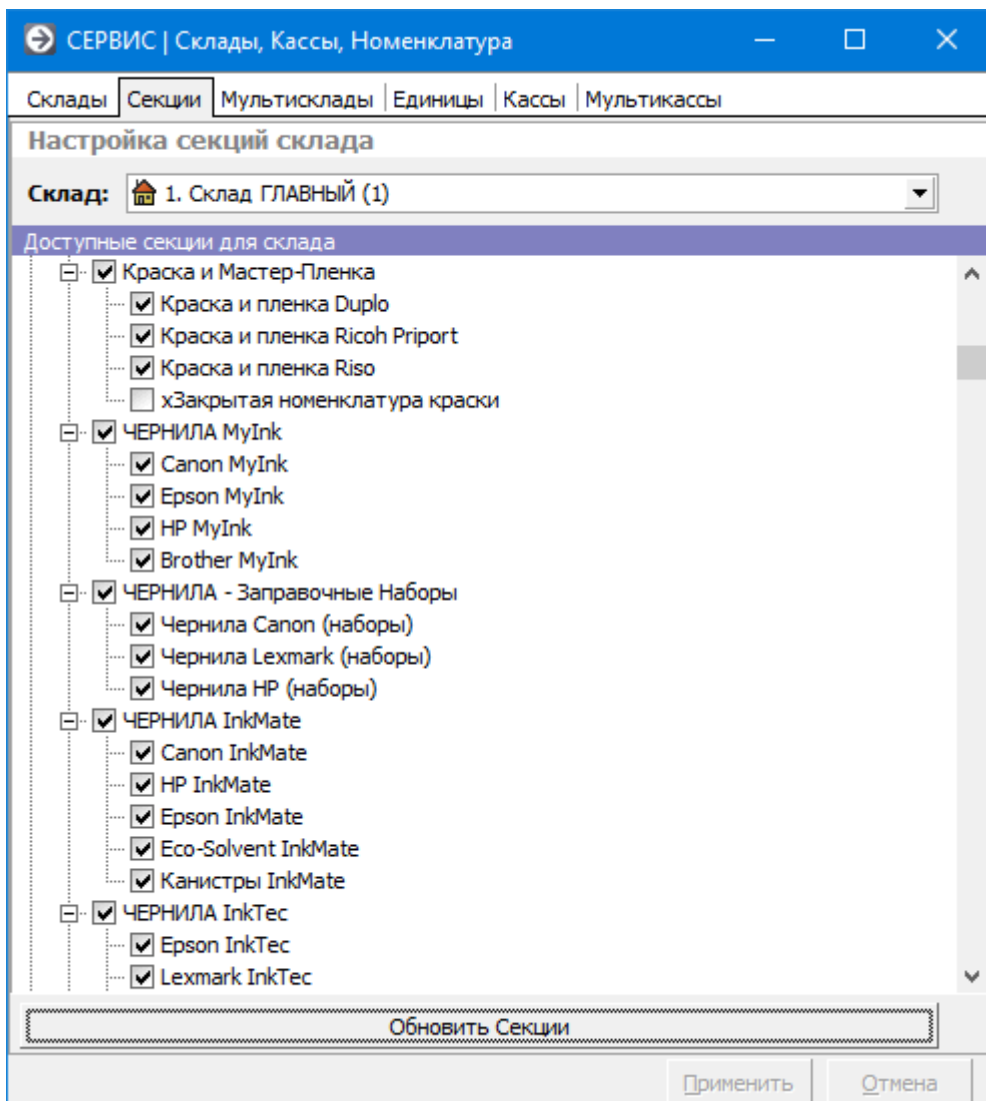 СЕРВИС | Склады, Кассы, Номенклатура
Склады Секции Мультисклады Единицы Кассы Мультикассы
Настройка секций склада
Склад: 1. Склад ГЛАВНЫЙ (1)
Доступные секции для склада
Краска и Мастер-Пленка
Краска и пленка Duplo
Краска и пленка Ricoh Priport
Краска и пленка Riso
хЗакрытая номенклатура краски
ЧЕРНИЛА MyInk
Canon MyInk
Epson MyInk
HP MyInk
Brother MyInk
ЧЕРНИЛА - Заправочные Наборы
Чернила Canon (наборы)
Чернила Lexmark (наборы)
Чернила HP (наборы)
ЧЕРНИЛА InkMate
Canon InkMate
HP InkMate
Epson InkMate
Eco-Solvent InkMate
Канистры InkMate
ЧЕРНИЛА InkTec
Epson InkTec
Lexmark InkTec
Обновить Секции
Применить Отмена